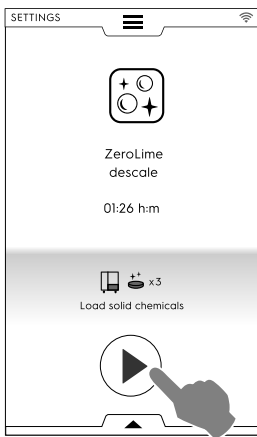 SETTINGS
ZeroLime
descale
01:26 h:m
x3
Load solid chemicals